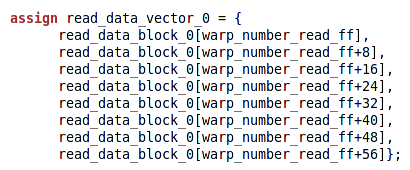 assign read_data_vector_0 = {
read_data_block_0[warp_number_read_ff],
read_data_block_0[warp_number_read_ff+8],
read_data_block_0[warp_number_read_ff+16],
read_data_block_0[warp_number_read_ff+24],
read_data_block_0[warp_number_read_ff+32],
read_data_block_0[warp_number_read_ff+40],
read_data_block_0[warp_number_read_ff+48],
read_data_block_0[warp_number_read_ff+56]};